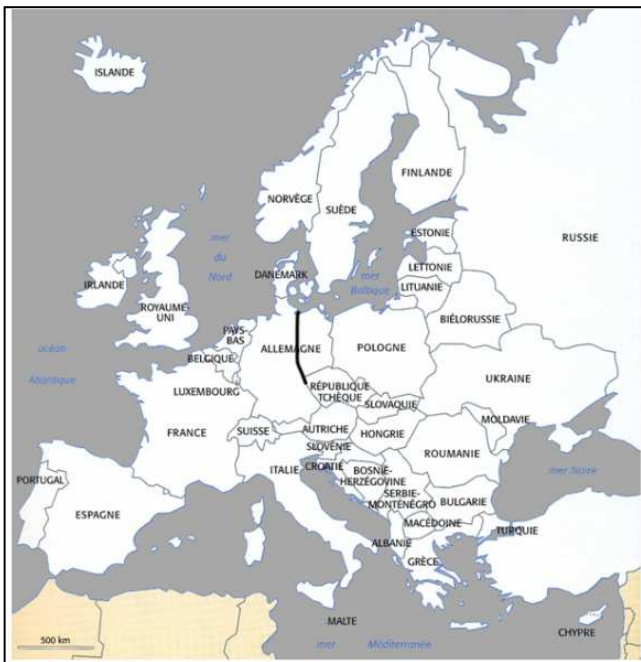 ISLANDE
FINLANDE
NORVÈGE
SUÈDE
RUSSIE
ESTONIE
mer
du
Nord
DANEMARK
mer
Baltique
LETTONIE
LITUANIE
IRLANDE
ROYAUME-
UNI
BIÉLORUSSIE
PAYS-
BAS
ALLEMAGNE
POLOGNE
océan
Atlantique
BELGIQUE
LUXEMBOURG
RÉPUBLIQUE
TCHÈQUE
UKRAINE
SLOVAQUIE
MOLDAVIE
FRANCE
SUISSE
AUTRICHE
HONGRIE
SLOVÉNIE
ROUMANIE
ITALIE
CROATIE
BOSNIE-
HERZÉGOVINE
mer Noire
PORTUGAL
ESPAGNE
SERBIE-
MONTÉNÉGRO
BULGARIE
MACÉDOINE
TURQUIE
ALBANIE
GRÈCE
MALTE
CHYPRE
500 km
mer Méditerranée